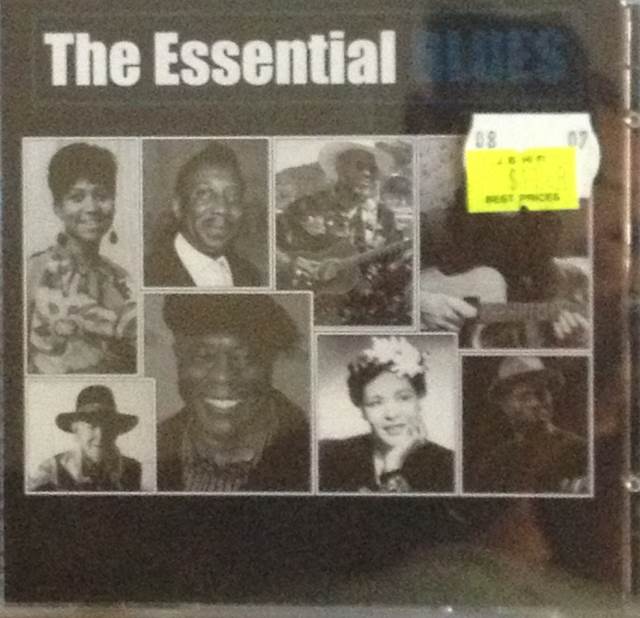 The Essential BLUES
08 07
J & H R
BEST PRICES